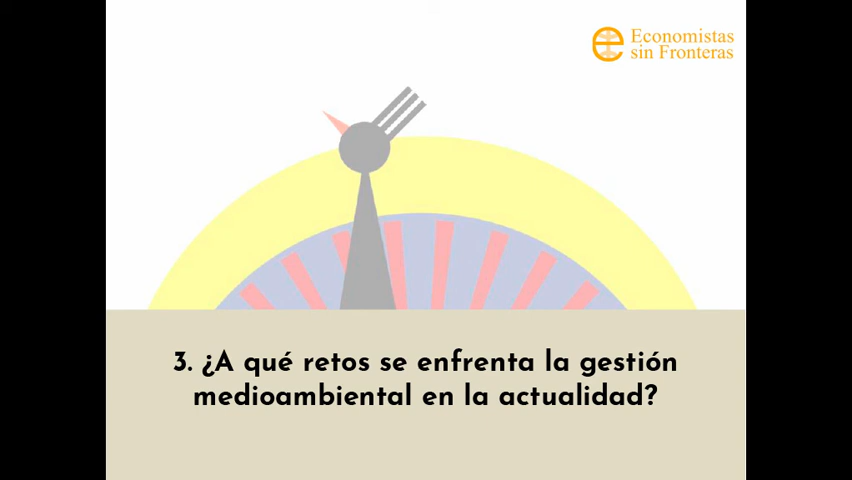 Economistas
sin Fronteras
3. ¿A qué retos se enfrenta la gestión
medioambiental en la actualidad?